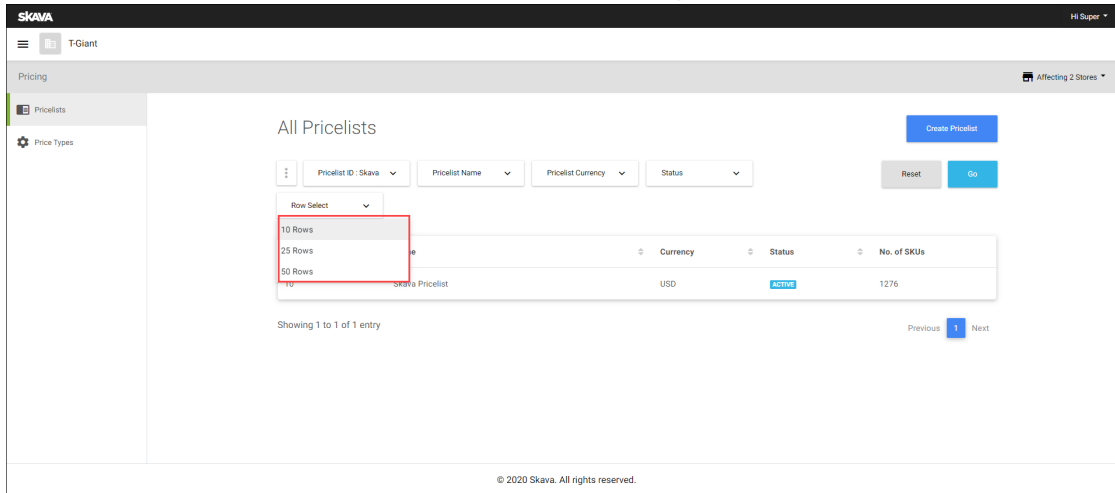 SKAVA
Hi Super
T-Giant
Pricing
Affecting 2 Stores
Pricelists
Price Types
All Pricelists
Create Pricelist
Pricelist ID : Skava
Pricelist Name
Pricelist Currency
Status
Reset
Go
Row Select
10 Rows
25 Rows
50 Rows
Currency
Status
No. of SKUs
10
Skava Pricelist
USD
ACTIVE
1276
Showing 1 to 1 of 1 entry
Previous
1
Next
© 2020 Skava. All rights reserved.